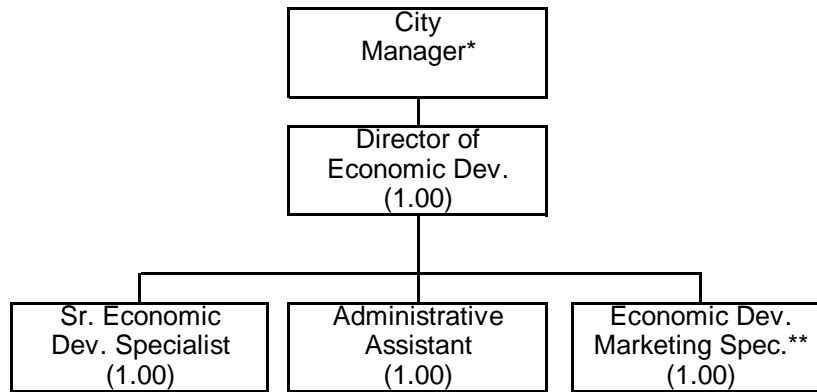 City
Manager*
Director of
Economic Dev.
(1.00)
Sr. Economic
Dev. Specialist
(1.00)
Administrative
Assistant
(1.00)
Economic Dev.
Marketing Spec.**
(1.00)